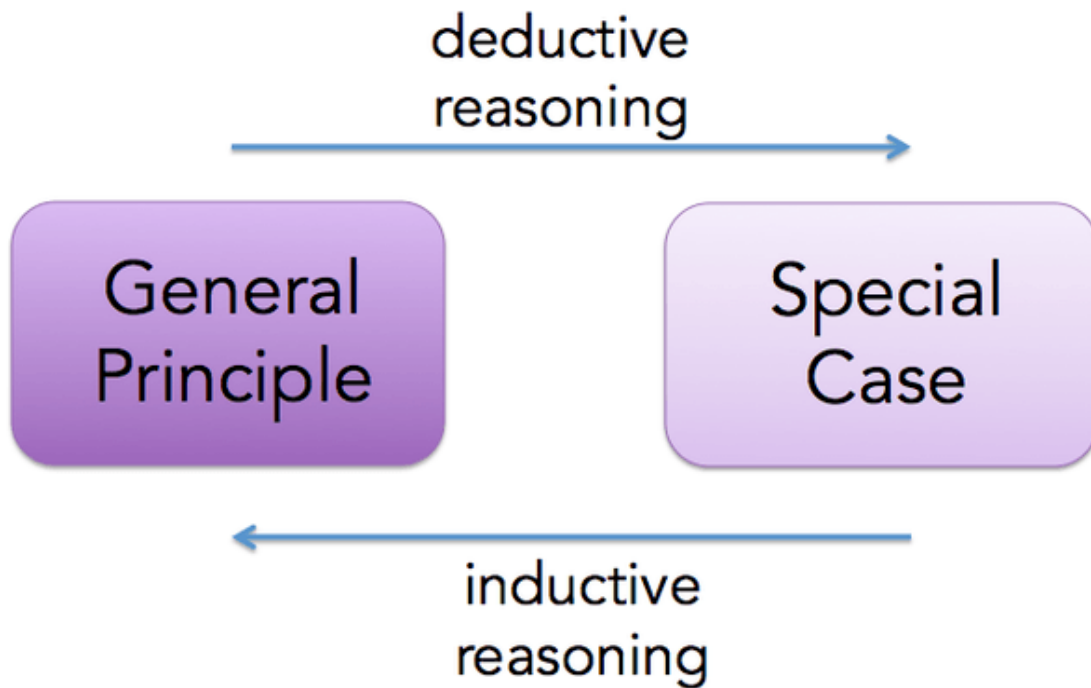 deductive
reasoning
General
Principle
Special
Case
inductive
reasoning